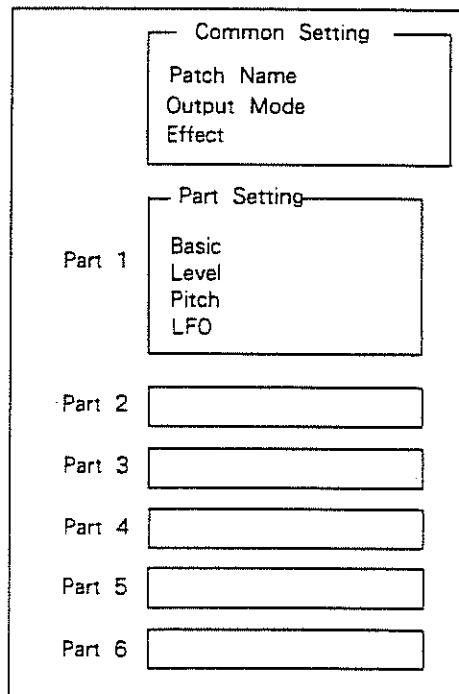 Common Setting
Patch Name
Output Mode
Effect
Part Setting
Part 1
Basic
Level
Pitch
LFO
Part 2
Part 3
Part 4
Part 5
Part 6